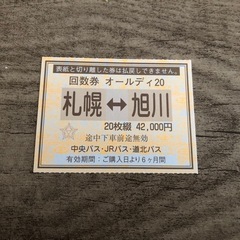 表紙と切り離した券は払戻しできません。
回数券 オールディ20
札幌↔旭川
20枚綴 42,000円
途中下車前途無効
中央バス・JRバス・道北バス
有効期間：ご購入日より6ヶ月間